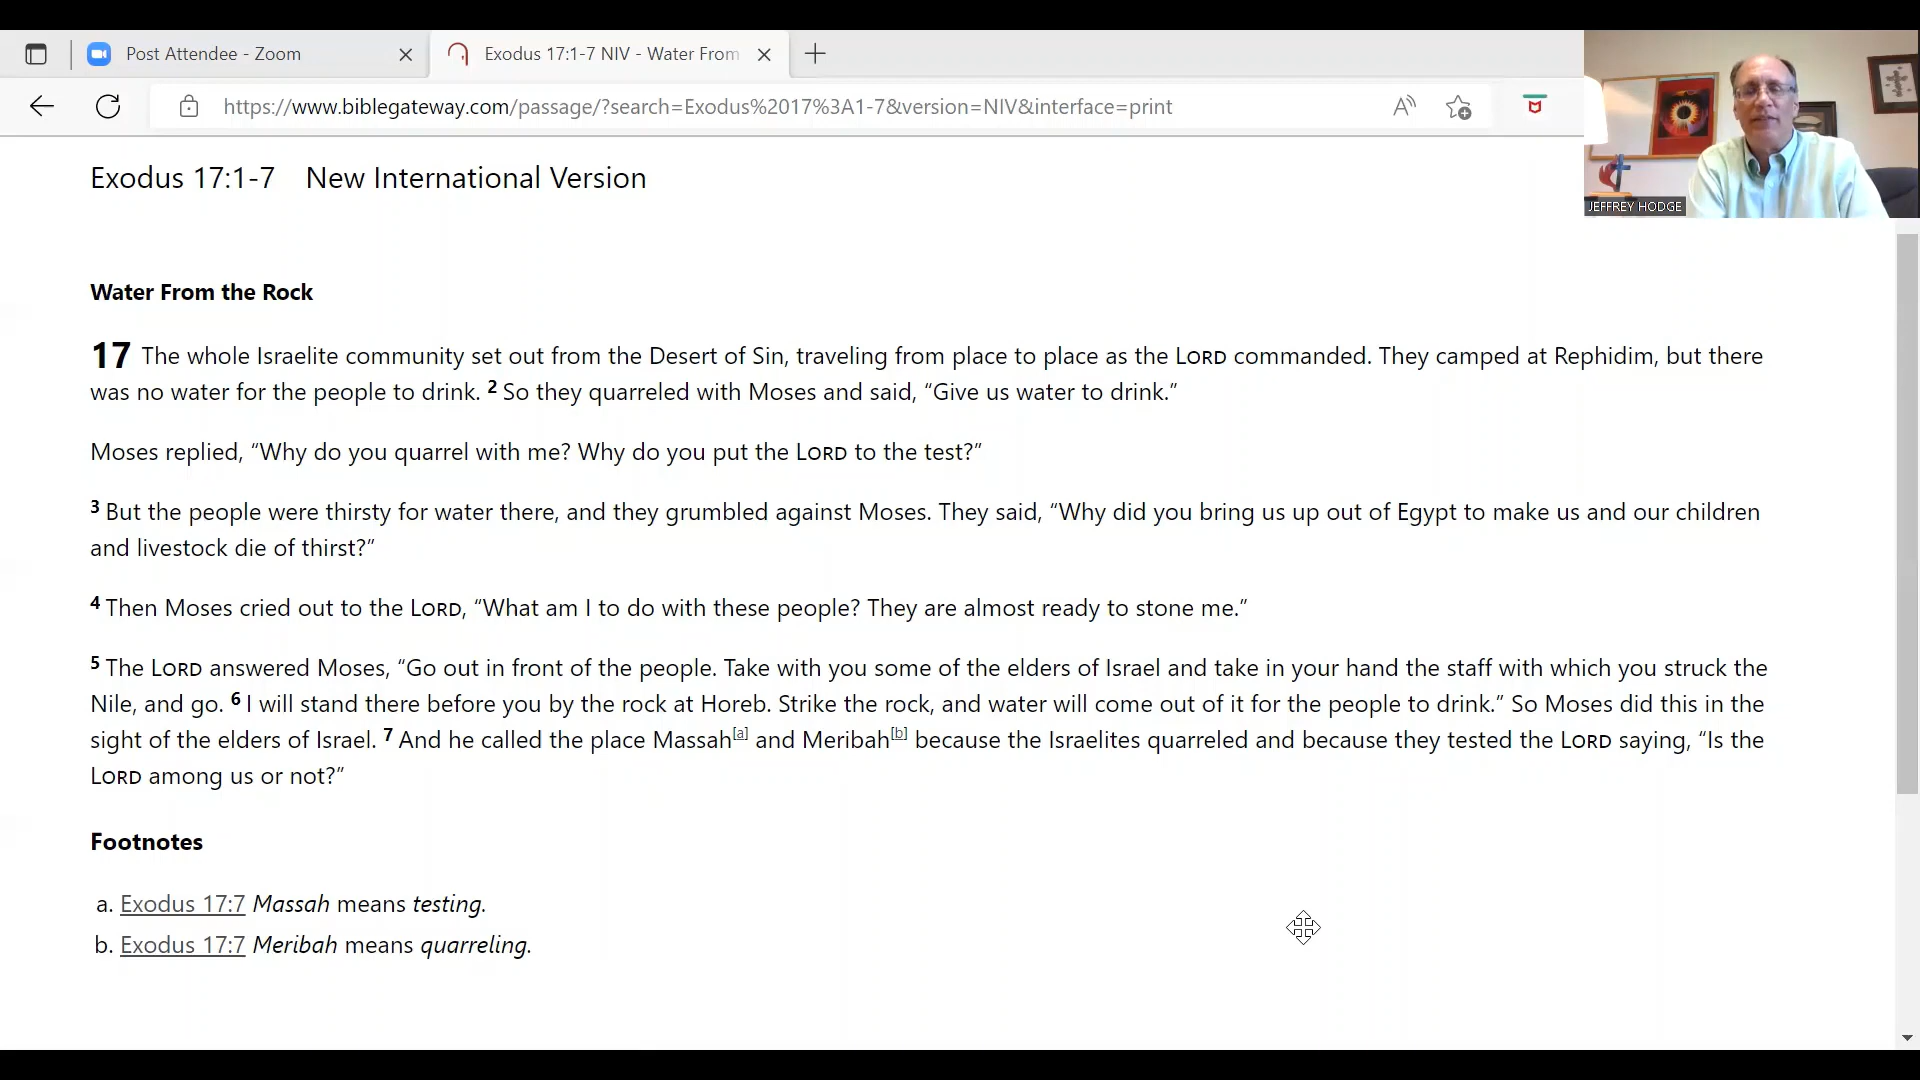 Post Attendee - Zoom
Exodus 17:1-7 NIV - Water From
https://www.biblegateway.com/passage/?search=Exodus%2017%3A1-7&version=NIV&interface=print
JEFFREY HODGE
Exodus 17:1-7 New International Version
Water From the Rock
17 The whole Israelite community set out from the Desert of Sin, traveling from place to place as the LORD commanded. They camped at Rephidim, but there
was no water for the people to drink. 2 So they quarreled with Moses and said, “Give us water to drink.”
Moses replied, “Why do you quarrel with me? Why do you put the LORD to the test?”
3 But the people were thirsty for water there, and they grumbled against Moses. They said, “Why did you bring us up out of Egypt to make us and our children
and livestock die of thirst?”
4 Then Moses cried out to the LORD, “What am I to do with these people? They are almost ready to stone me.”
5 The LORD answered Moses, “Go out in front of the people. Take with you some of the elders of Israel and take in your hand the staff with which you struck the
Nile, and go. 6 I will stand there before you by the rock at Horeb. Strike the rock, and water will come out of it for the people to drink.” So Moses did this in the
sight of the elders of Israel. 7 And he called the place Massah[a] and Meribah[b] because the Israelites quarreled and because they tested the LORD saying, “Is the
LORD among us or not?”
Footnotes
a. Exodus 17:7 Massah means testing.
b. Exodus 17:7 Meribah means quarreling.